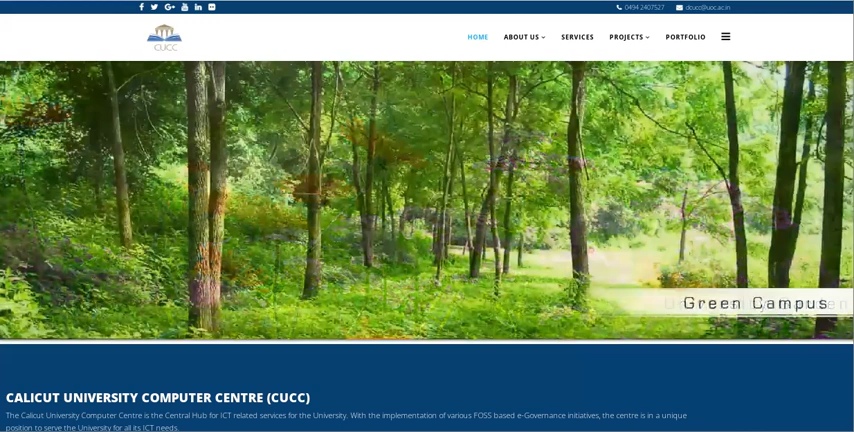 0494 2407527 dcucc@uoc.ac.in
CUCC
HOME ABOUT US SERVICES PROJECTS PORTFOLIO
Green Campus
CALICUT UNIVERSITY COMPUTER CENTRE (CUCC)
The Calicut University Computer Centre is the Central Hub for ICT related services for the University. With the implementation of various FOSS based e-Governance initiatives, the centre is in a unique
position to serve the University for all its ICT needs.